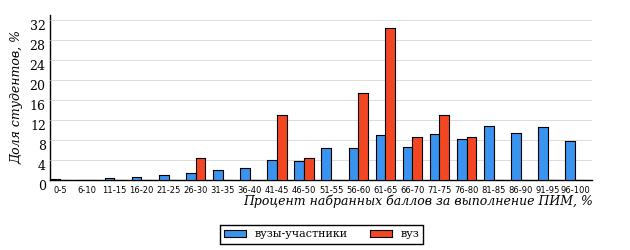 Доля студентов, %
32
28
24
20
16
12
8
4
0
0-5 6-10 11-15 16-20 21-25 26-30 31-35 36-40 41-45 46-50 51-55 56-60 61-65 66-70 71-75 76-80 81-85 86-90 91-95 96-100
Процент набранных баллов за выполнение ПИМ, %
вузы-участники вуз